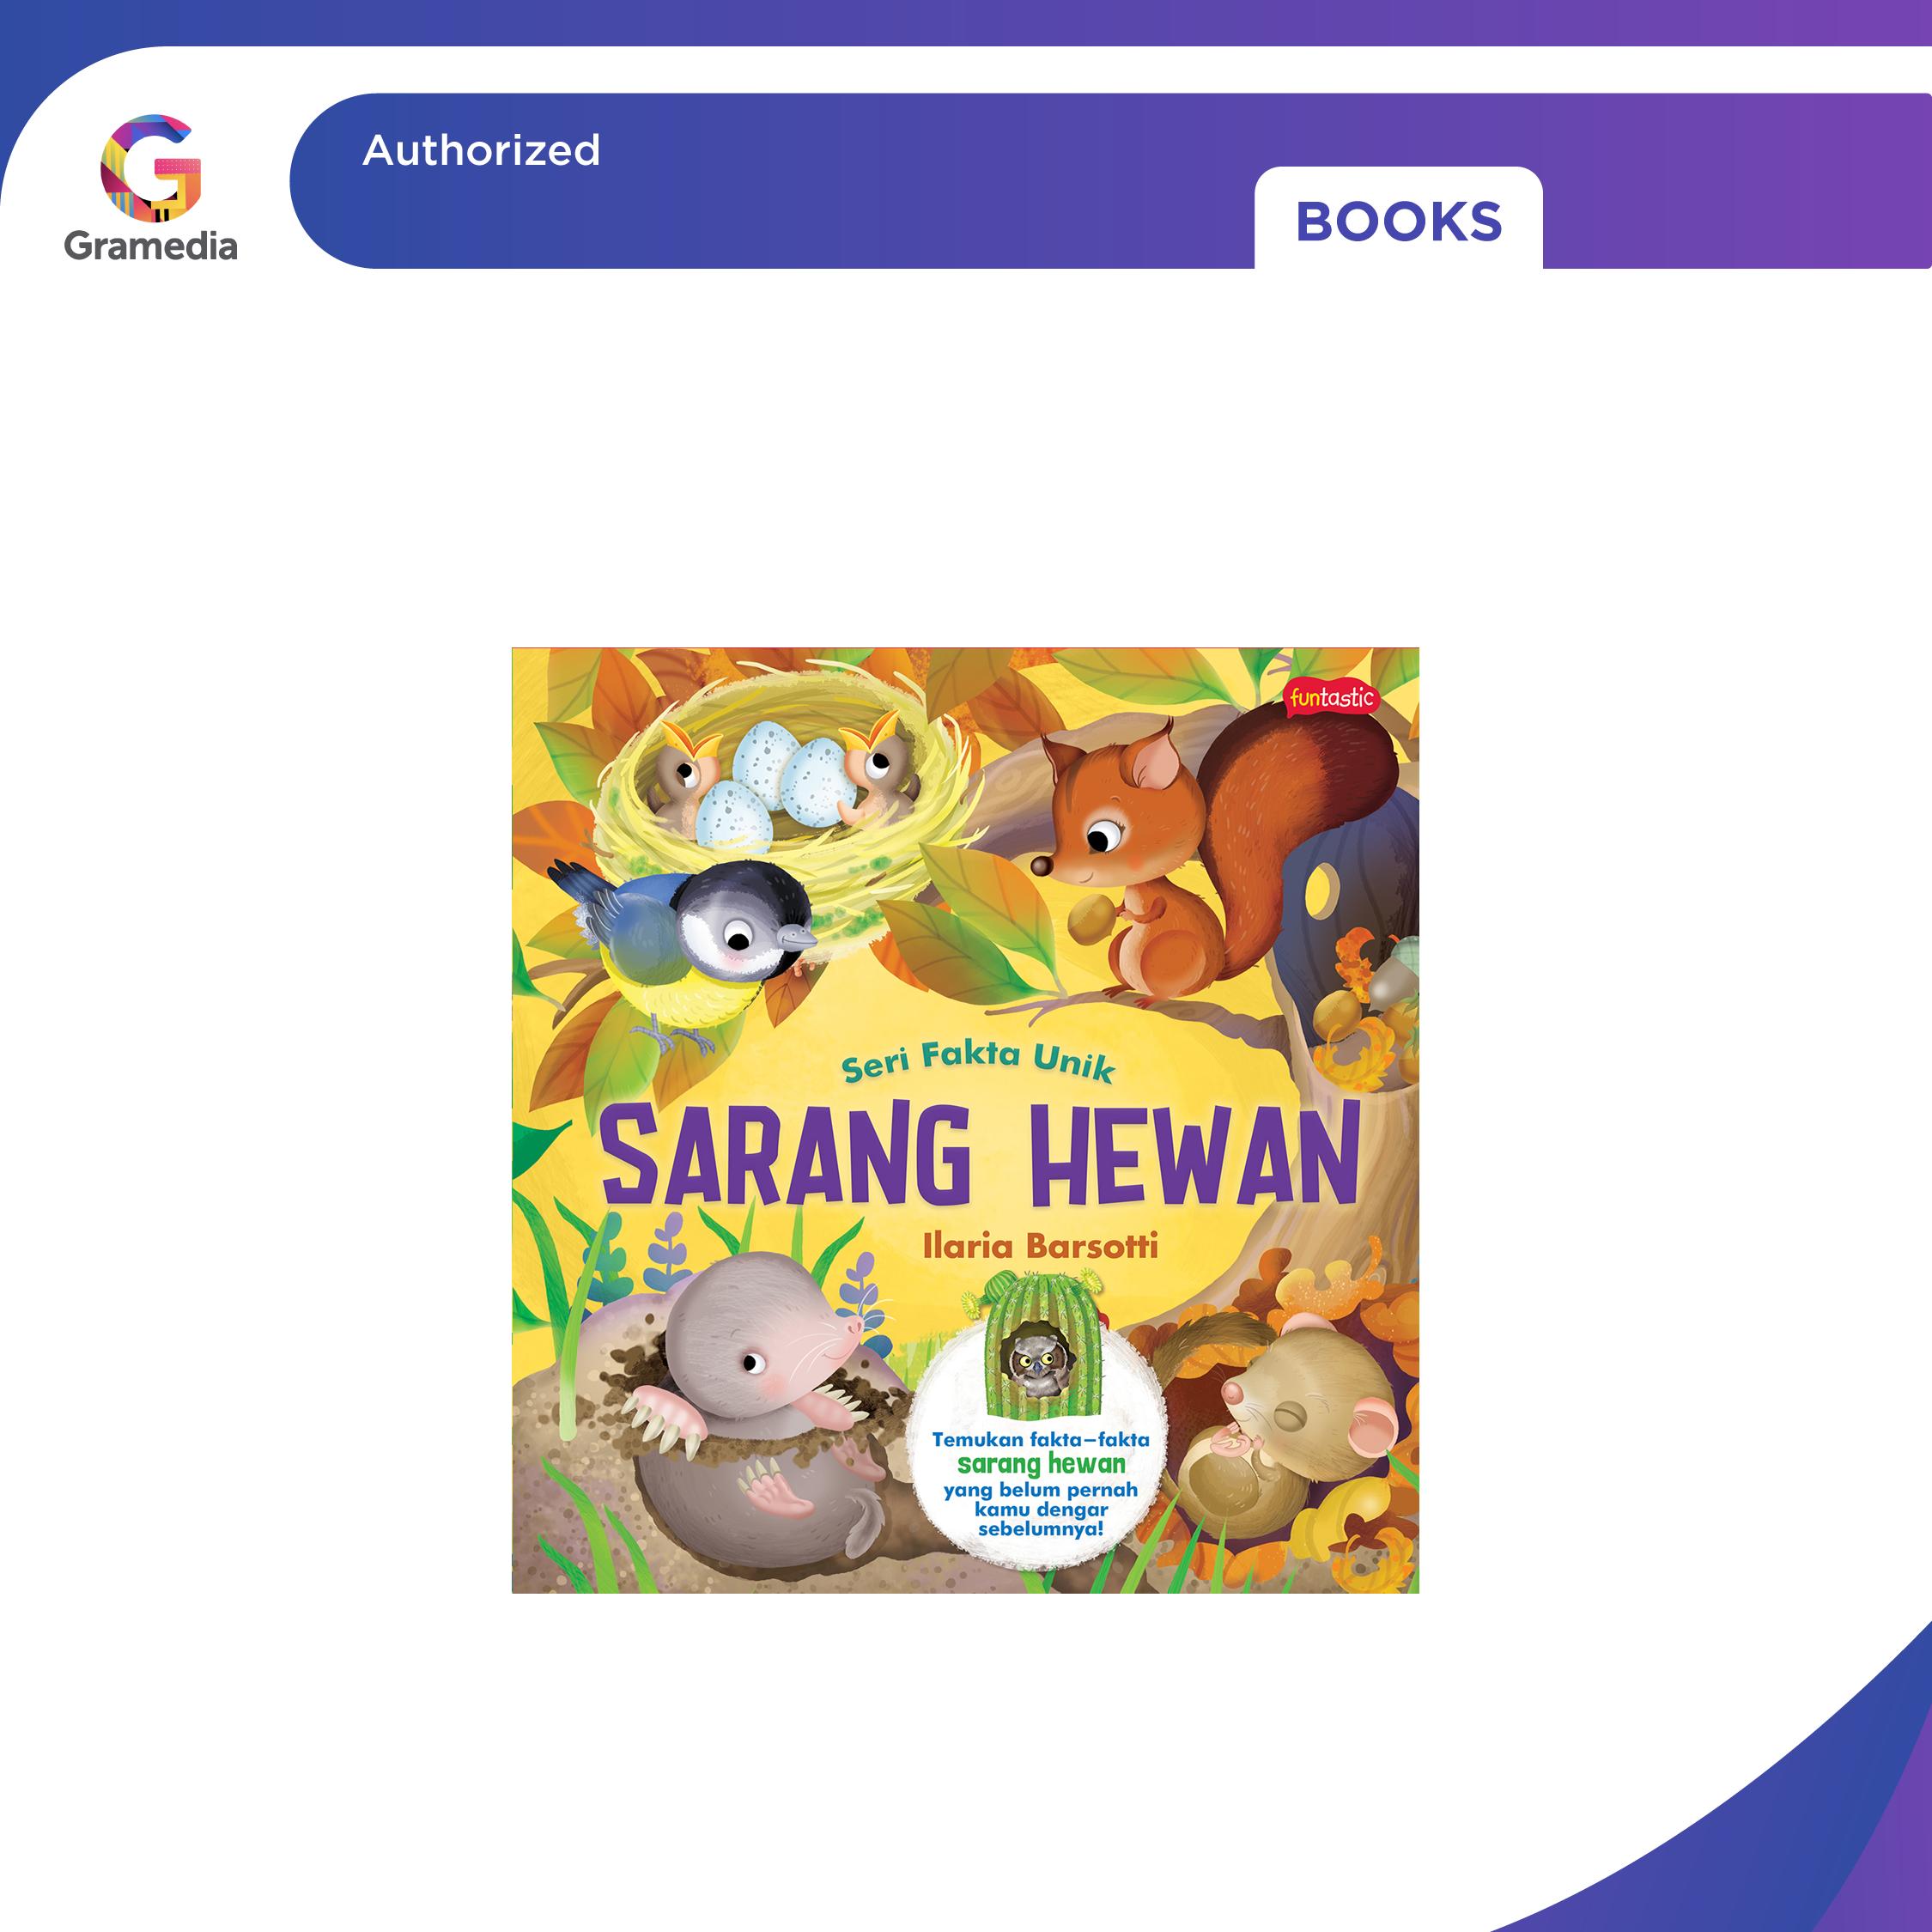 Gramedia
Authorized
BOOKS
funtastic
Seri Fakta Unik
SARANG HEWAN
Ilaria Barsotti
Temukan fakta-fakta
sarang hewan
yang belum pernah
kamu dengar
sebelumnya!